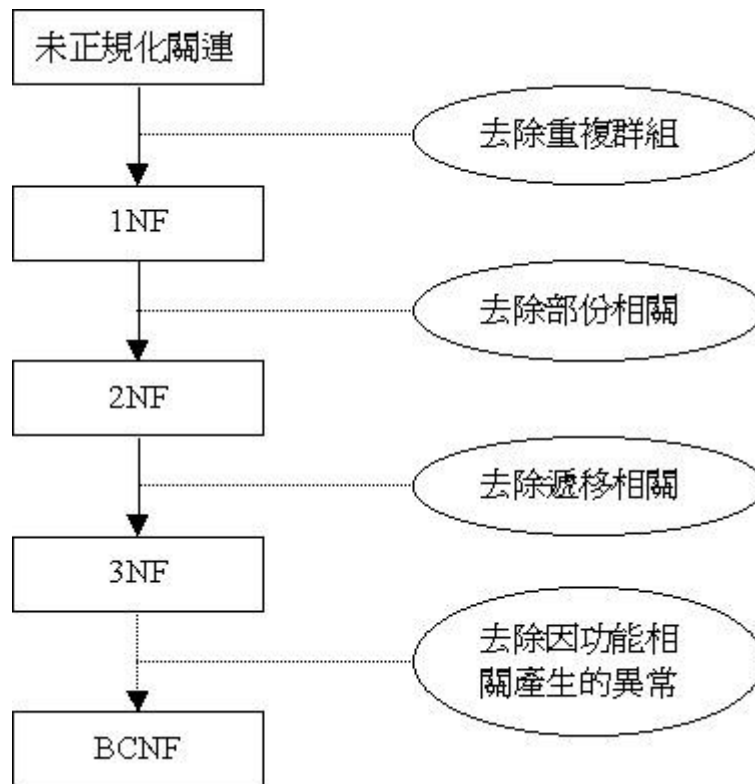 未正規化關連
去除重複群組
1NF
去除部份相關
2NF
去除遞移相關
3NF
去除因功能相
關產生的異常
BCNF